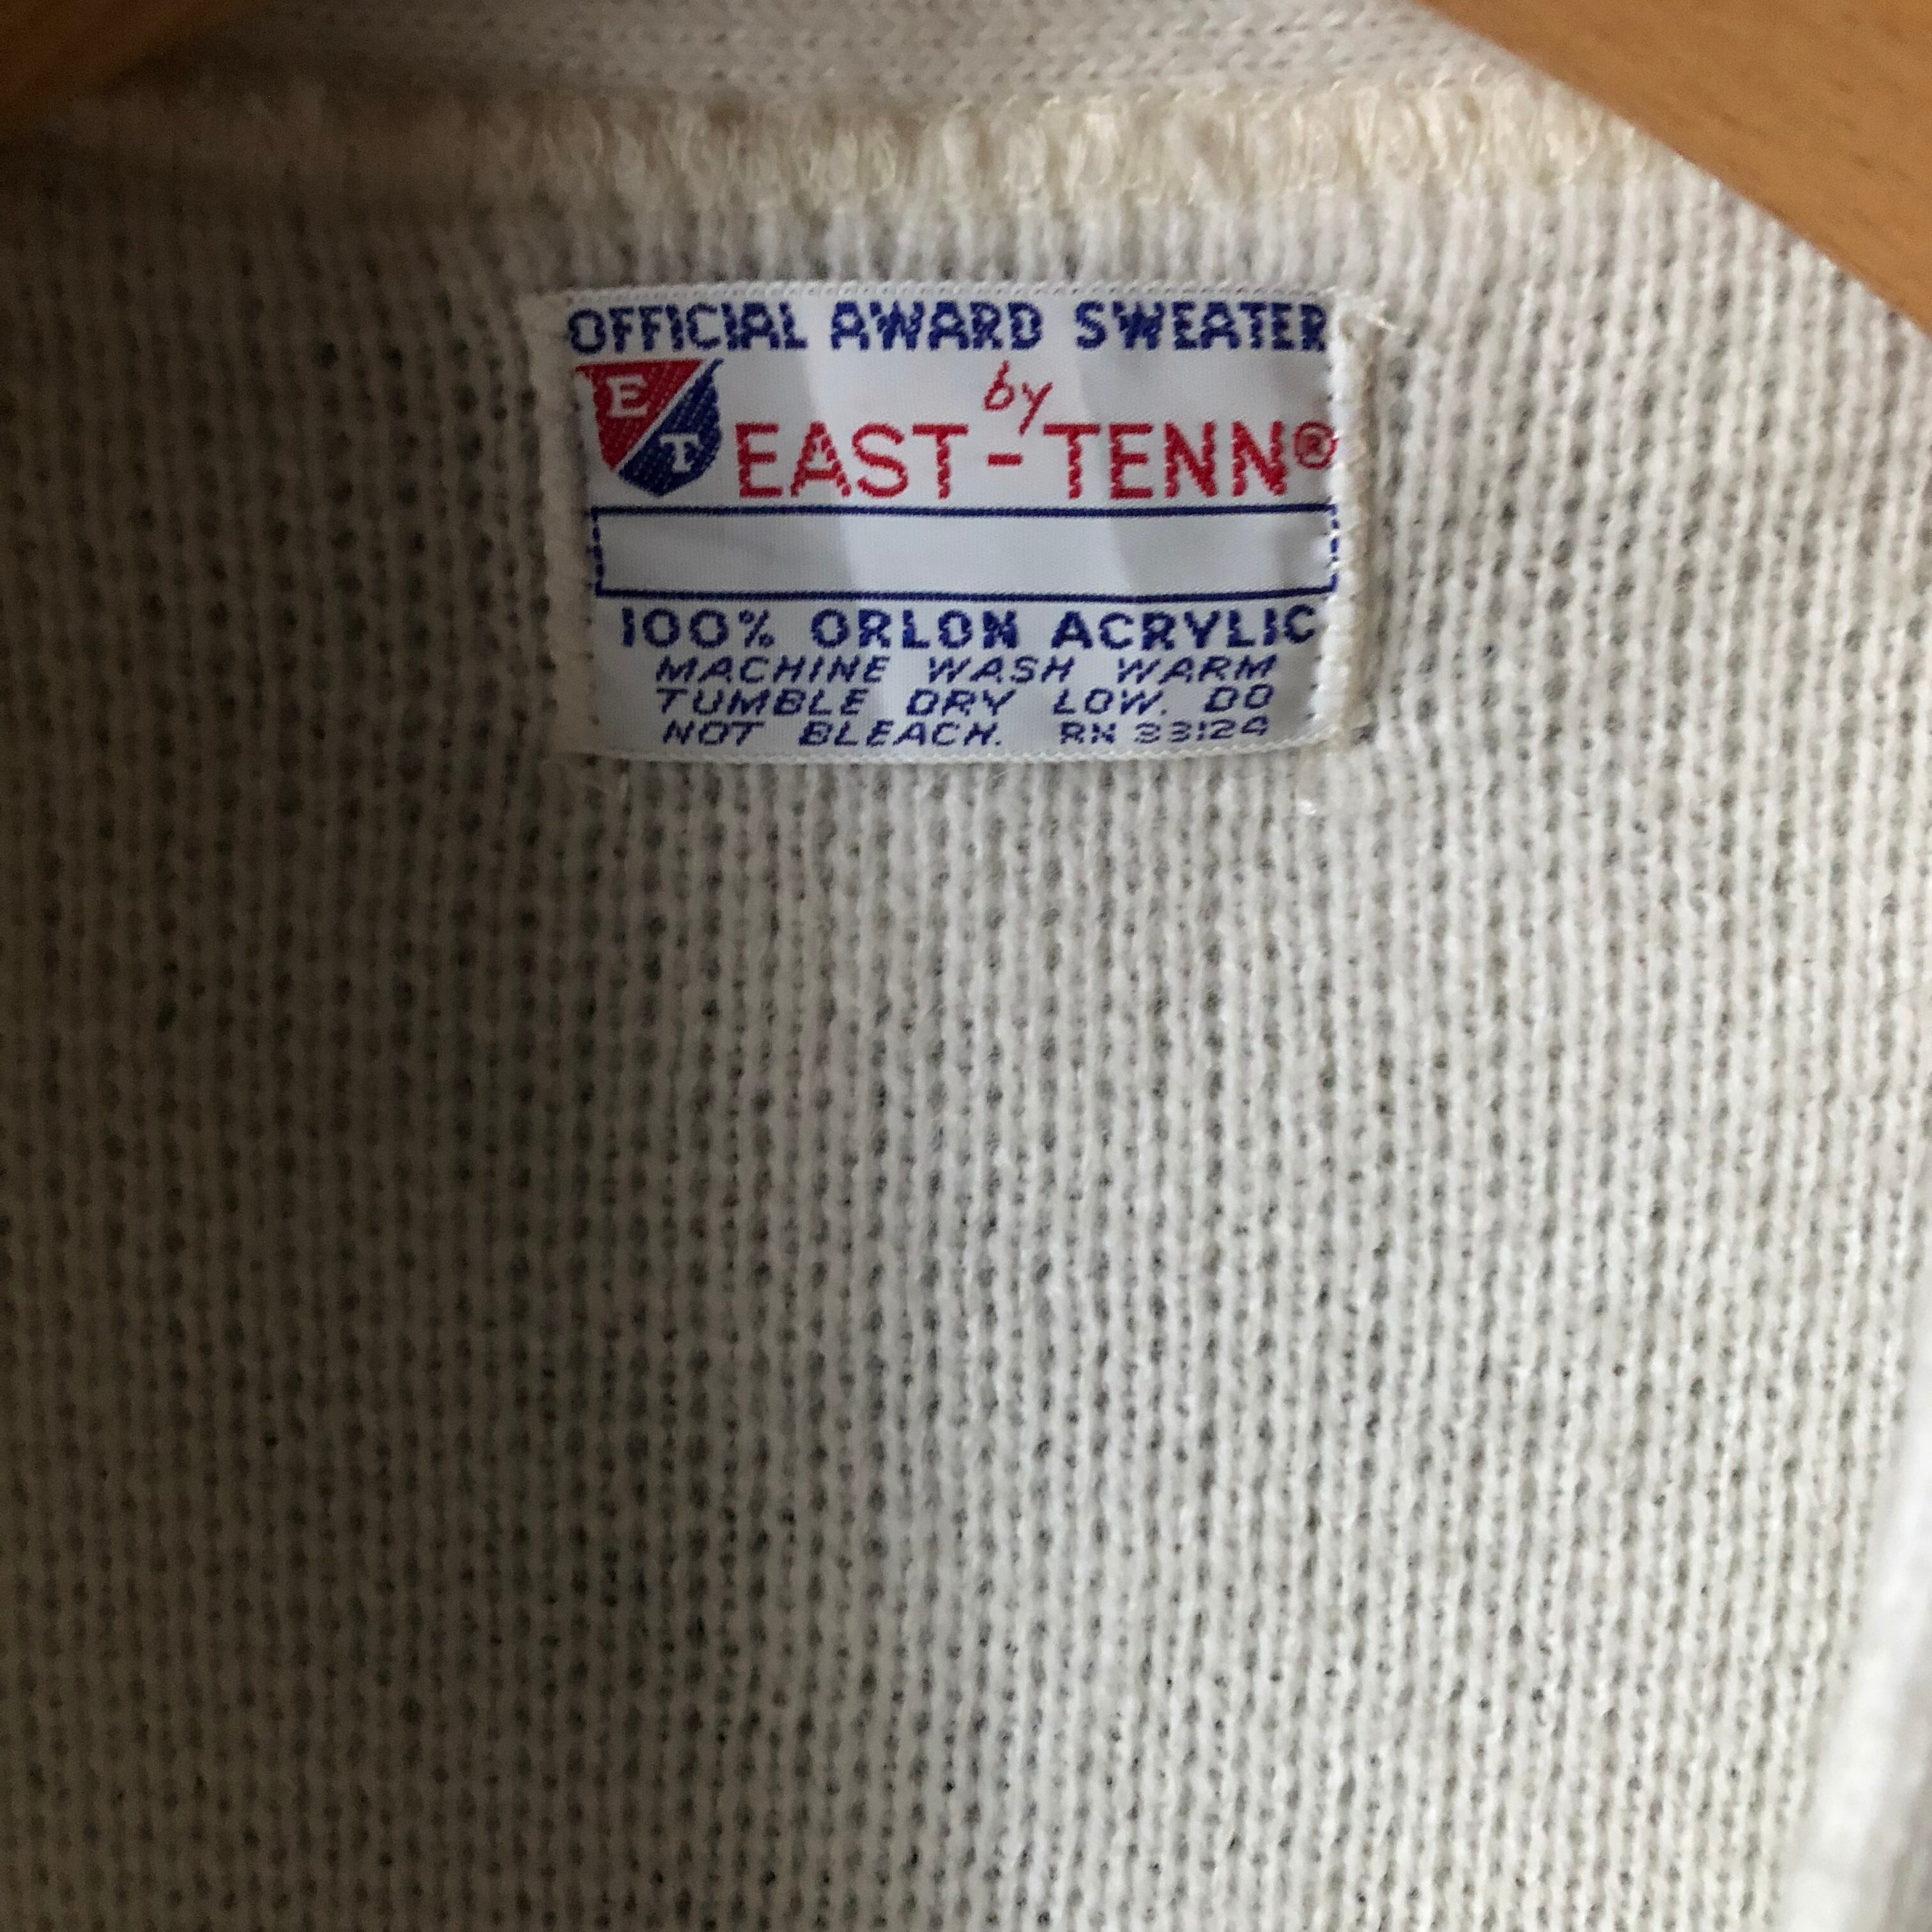 OFFICIAL AWARD SWEATER
E
T
by
EAST-TENN®
100% ORLON ACRYLIC
MACHINE WASH WARM
TUMBLE DRY LOW. DO
NOT BLEACH. RN 33124